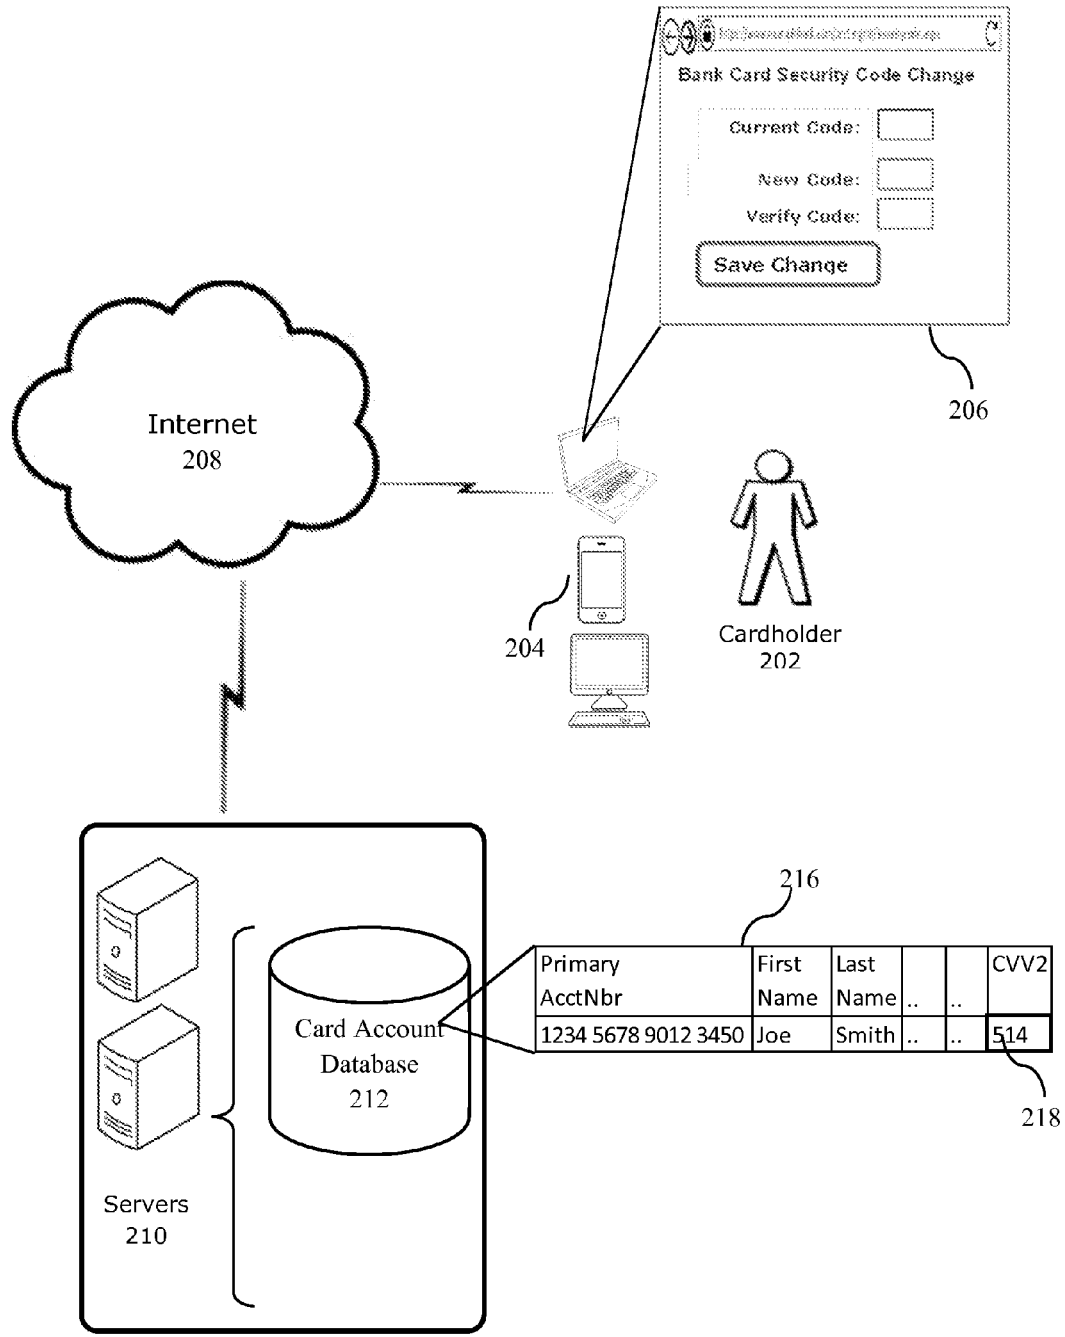 Bank Card Security Code Change
Current Code:
New Code:
Verify Code:
Save Change
206
Internet
208
204
Cardholder
202
216
Primary AcctNbr
First Name
Last Name
..
..
CVV2
1234 5678 9012 3450
Joe
Smith
..
..
514
218
Card Account
Database
212
Servers
210